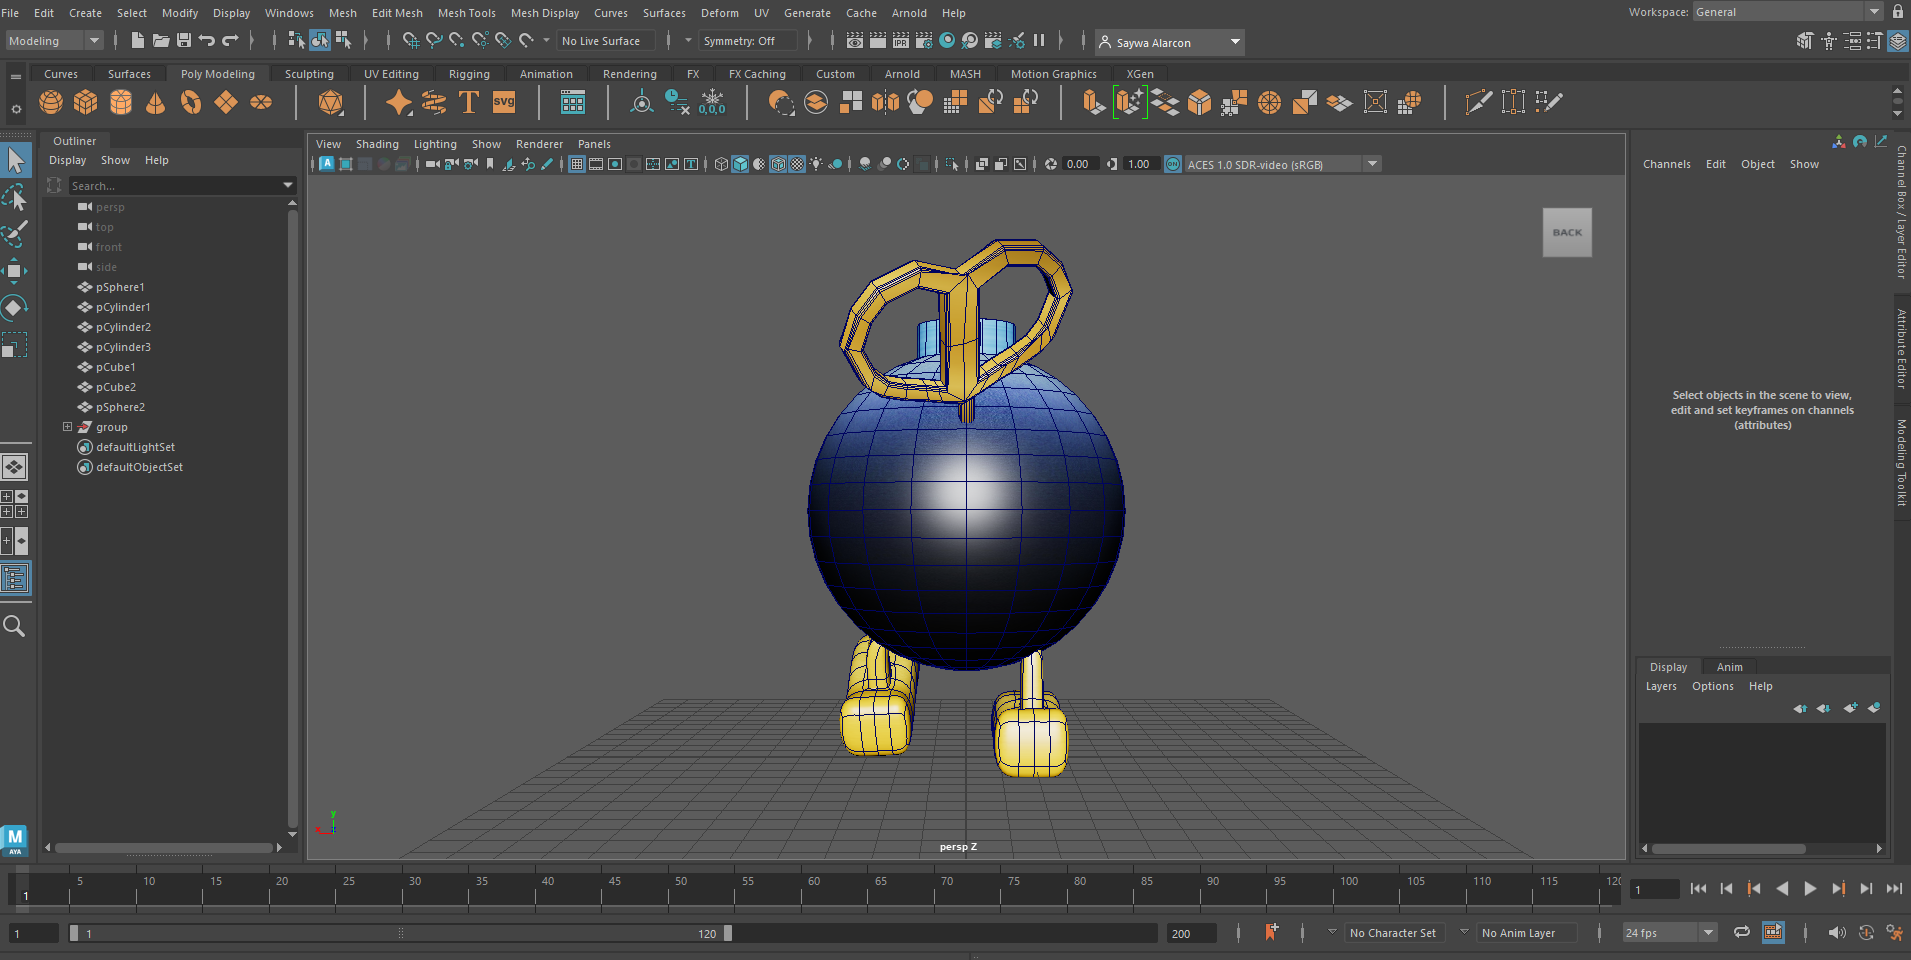 File Edit Create Select Modify Display Windows Mesh Edit Mesh Mesh Tools Mesh Display Curves Surfaces Deform UV Generate Cache Arnold Help Workspace: General
Modeling No Live Surface Symmetry: Off IPR Saywa Alarcon
Curves Surfaces Poly Modeling Sculpting UV Editing Rigging Animation Rendering FX FX Caching Custom Arnold MASH Motion Graphics XGen
T SVG 0,0,0
Outliner
Display Show Help
Search...
persp
top
front
side
pSphere1
pCylinder1
pCylinder2
pCylinder3
pCube1
pCube2
pSphere2
group
defaultLightSet
defaultObjectSet
View Shading Lighting Show Renderer Panels
A T 0.00 1.00 ON ACES 1.0 SDR-video (sRGB)
BACK
y
x z
persp Z
Channels Edit Object Show
Channel Box / Layer Editor
Attribute Editor
Modeling Toolkit
Select objects in the scene to view,
edit and set keyframes on channels
(attributes)
Display Anim
Layers Options Help
M
AYA
1 5 10 15 20 25 30 35 40 45 50 55 60 65 70 75 80 85 90 95 100 105 110 115 120 1
1 1 120 200 No Character Set No Anim Layer 24 fps